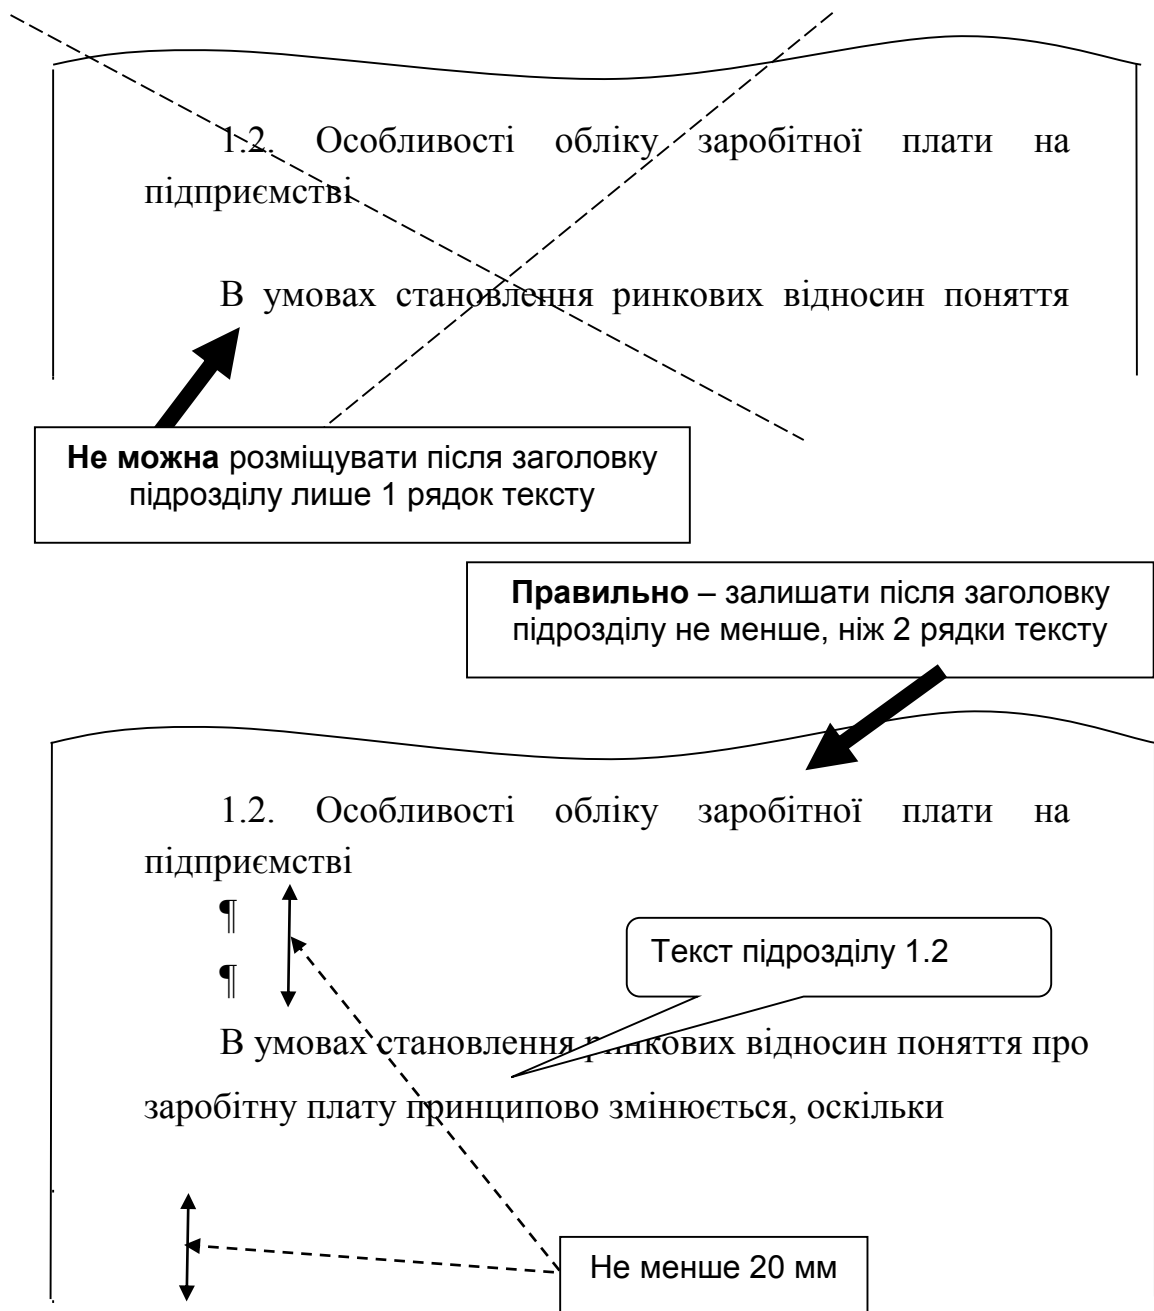 1.2. Особливості обліку заробітної плати на
підприємстві
В умовах становлення ринкових відносин поняття
Не можна розміщувати після заголовку
підрозділу лише 1 рядок тексту
Правильно – залишати після заголовку
підрозділу не менше, ніж 2 рядки тексту
1.2. Особливості обліку заробітної плати на
підприємстві
¶
Текст підрозділу 1.2
¶
В умовах становлення ринкових відносин поняття про
заробітну плату принципово змінюється, оскільки
Не менше 20 мм